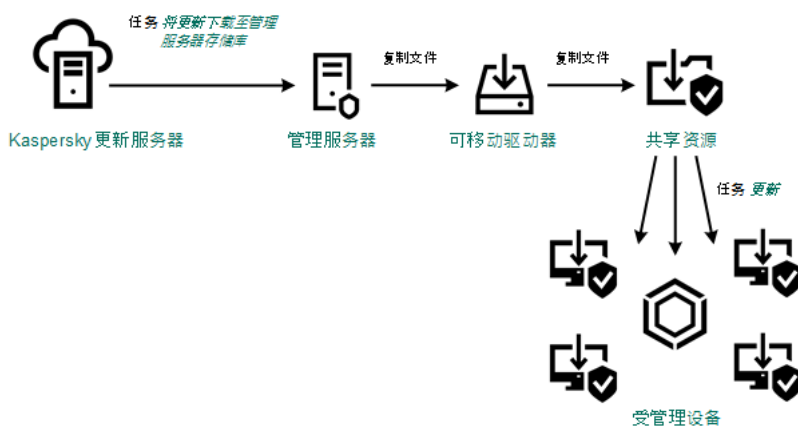 任务 将更新下载至管理
服务器存储库
复制文件
复制文件
Kaspersky 更新服务器
管理服务器
可移动驱动器
共享资源
任务 更新
受管理设备